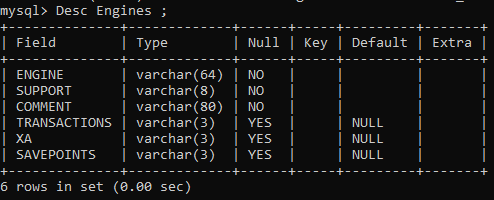 mysql> Desc Engines ;
+--------------+-------------+------+-----+---------+-------+
| Field        | Type        | Null | Key | Default | Extra |
+--------------+-------------+------+-----+---------+-------+
| ENGINE       | varchar(64) | NO   |     |         |       |
| SUPPORT      | varchar(8)  | NO   |     |         |       |
| COMMENT      | varchar(80) | NO   |     |         |       |
| TRANSACTIONS | varchar(3)  | YES  |     | NULL    |       |
| XA           | varchar(3)  | YES  |     | NULL    |       |
| SAVEPOINTS   | varchar(3)  | YES  |     | NULL    |       |
+--------------+-------------+------+-----+---------+-------+
6 rows in set (0.00 sec)